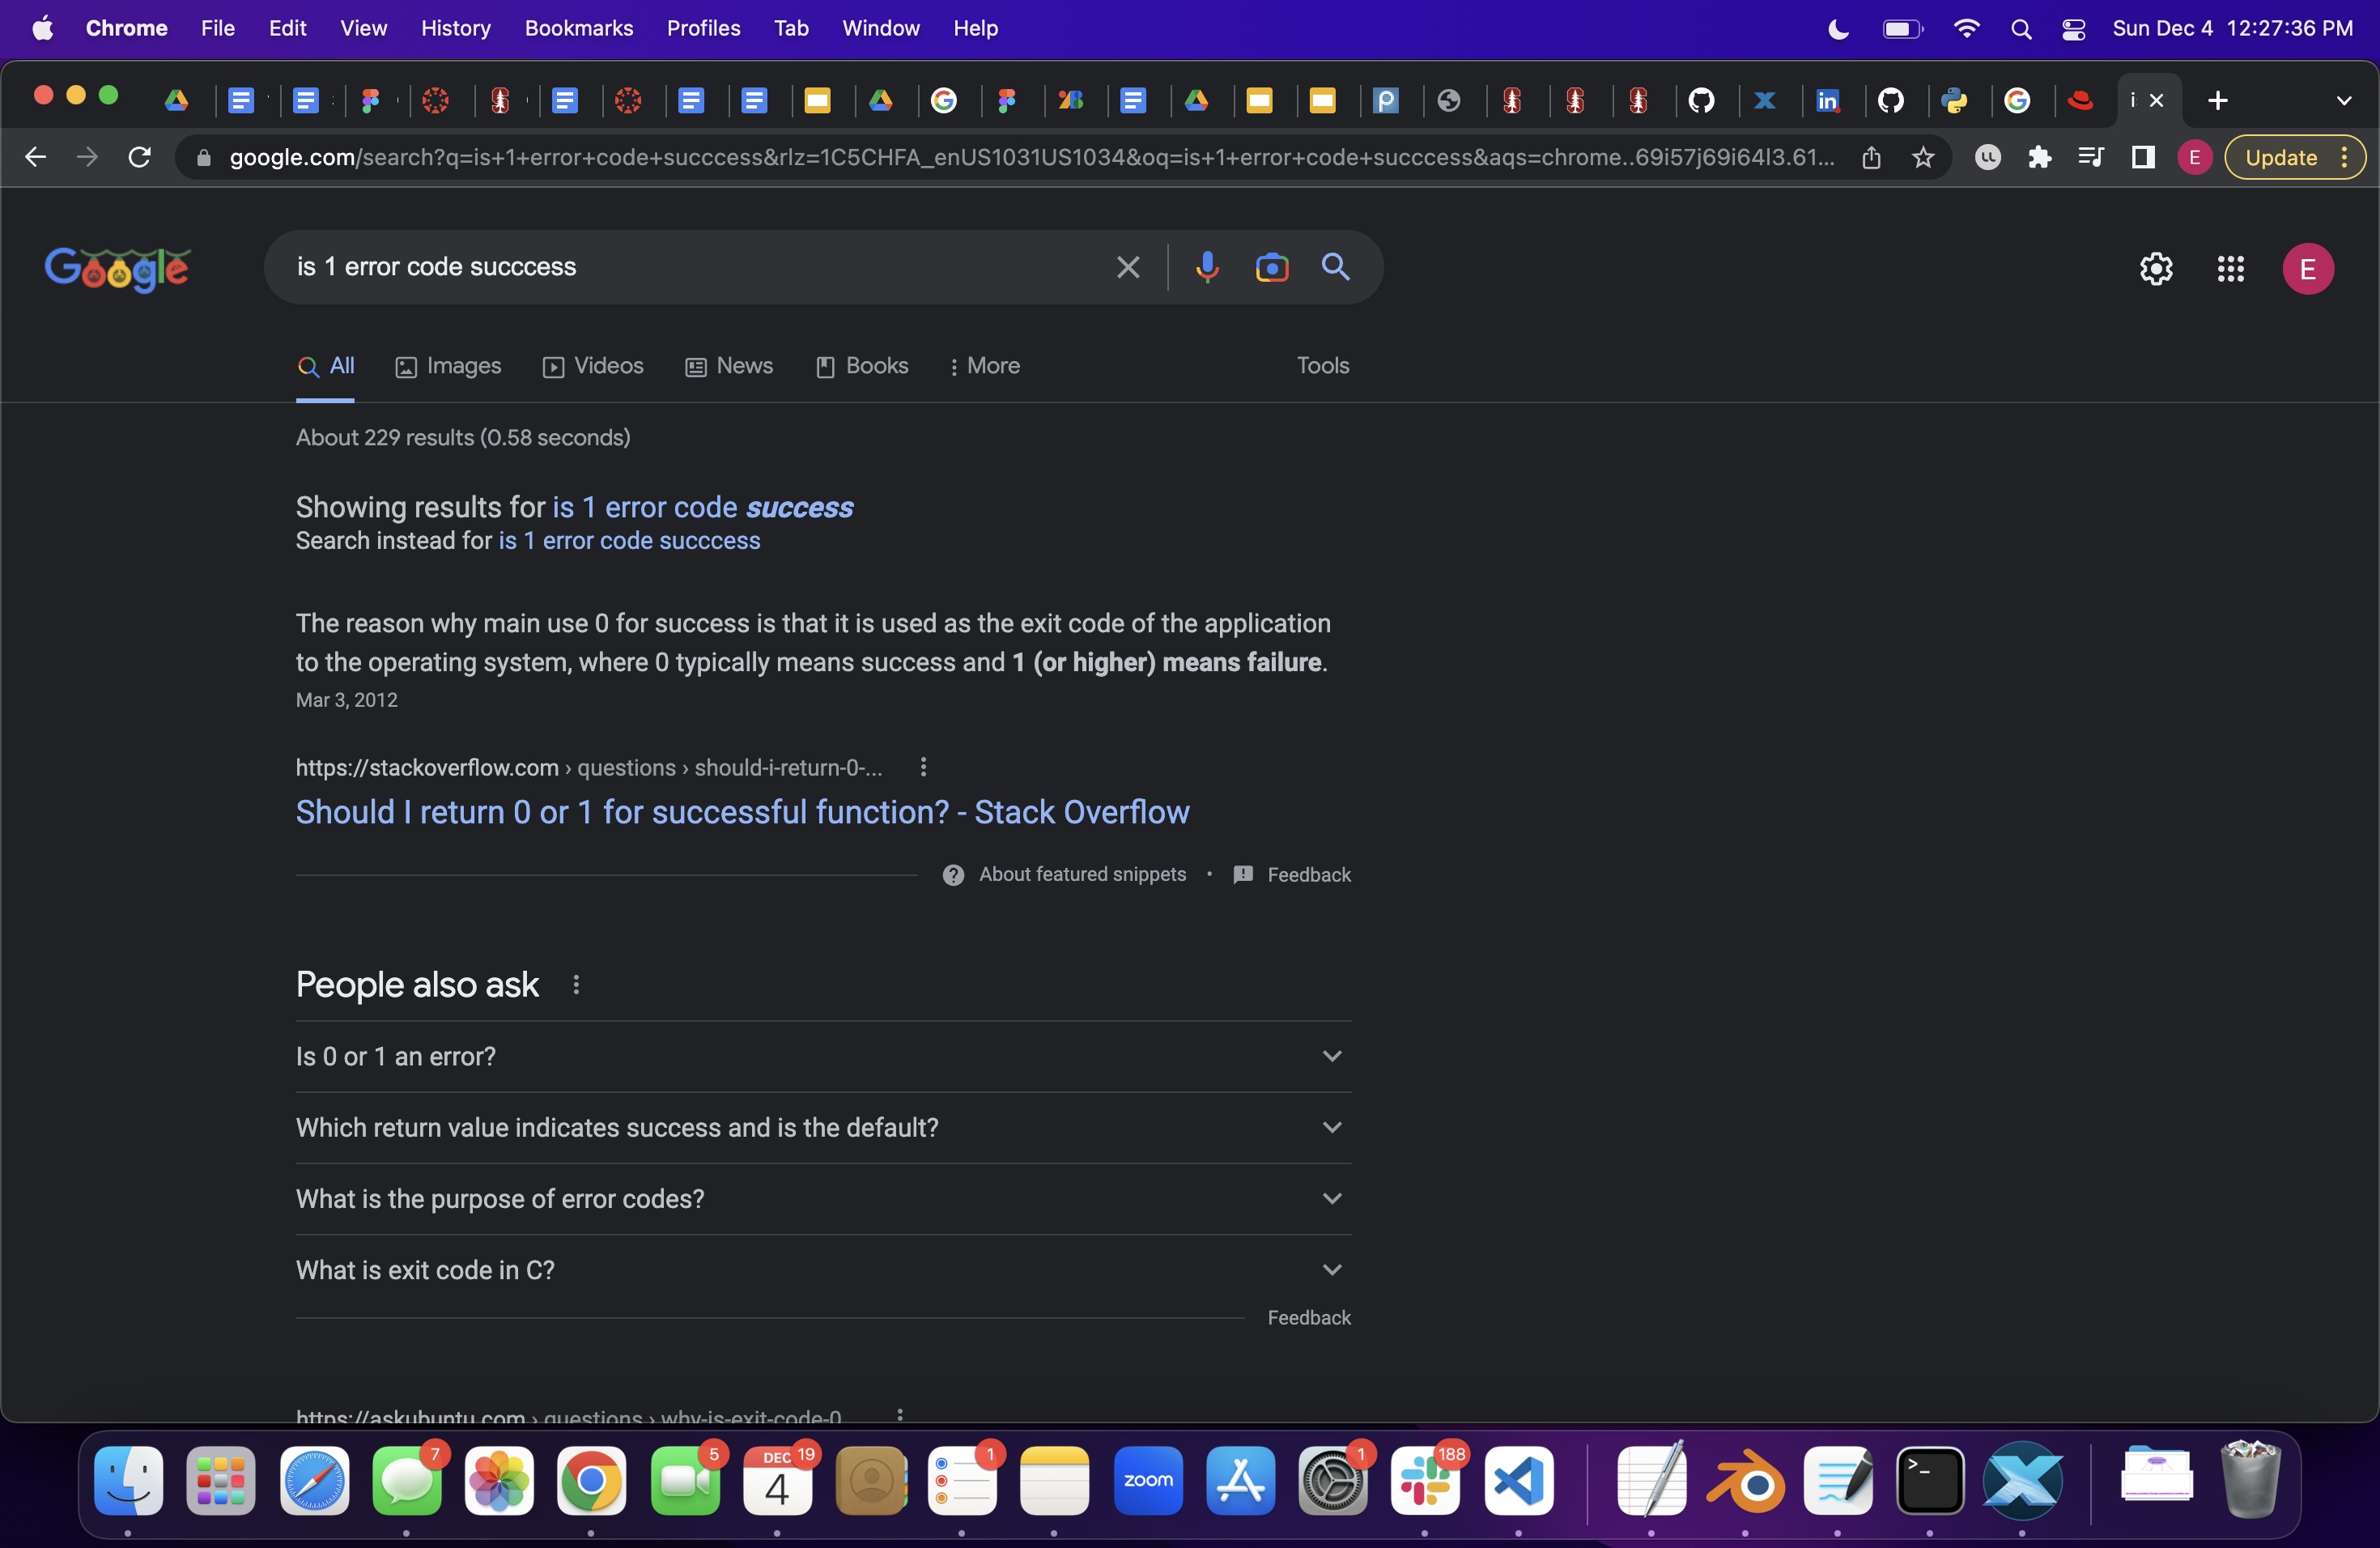 Chrome File Edit View History Bookmarks Profiles Tab Window Help Sun Dec 4 12:27:36 PM
google.com/search?q=is+1+error+code+succcess&rlz=1C5CHFA_enUS1031US1034&oq=is+1+error+code+succcess&aqs=chrome..69i57j69i64l3.61... E Update
Google is 1 error code succcess E
All Images Videos News Books More Tools
About 229 results (0.58 seconds)
Showing results for is 1 error code success
Search instead for is 1 error code succcess
The reason why main use 0 for success is that it is used as the exit code of the application
to the operating system, where 0 typically means success and 1 (or higher) means failure.
Mar 3, 2012
https://stackoverflow.com › questions › should-i-return-0-...
Should I return 0 or 1 for successful function? - Stack Overflow
About featured snippets • Feedback
People also ask
Is 0 or 1 an error?
Which return value indicates success and is the default?
What is the purpose of error codes?
What is exit code in C?
Feedback
https://askubuntu.com › questions › why-is-exit-code-0
7 5 DEC 4 19 1 zoom 1 188